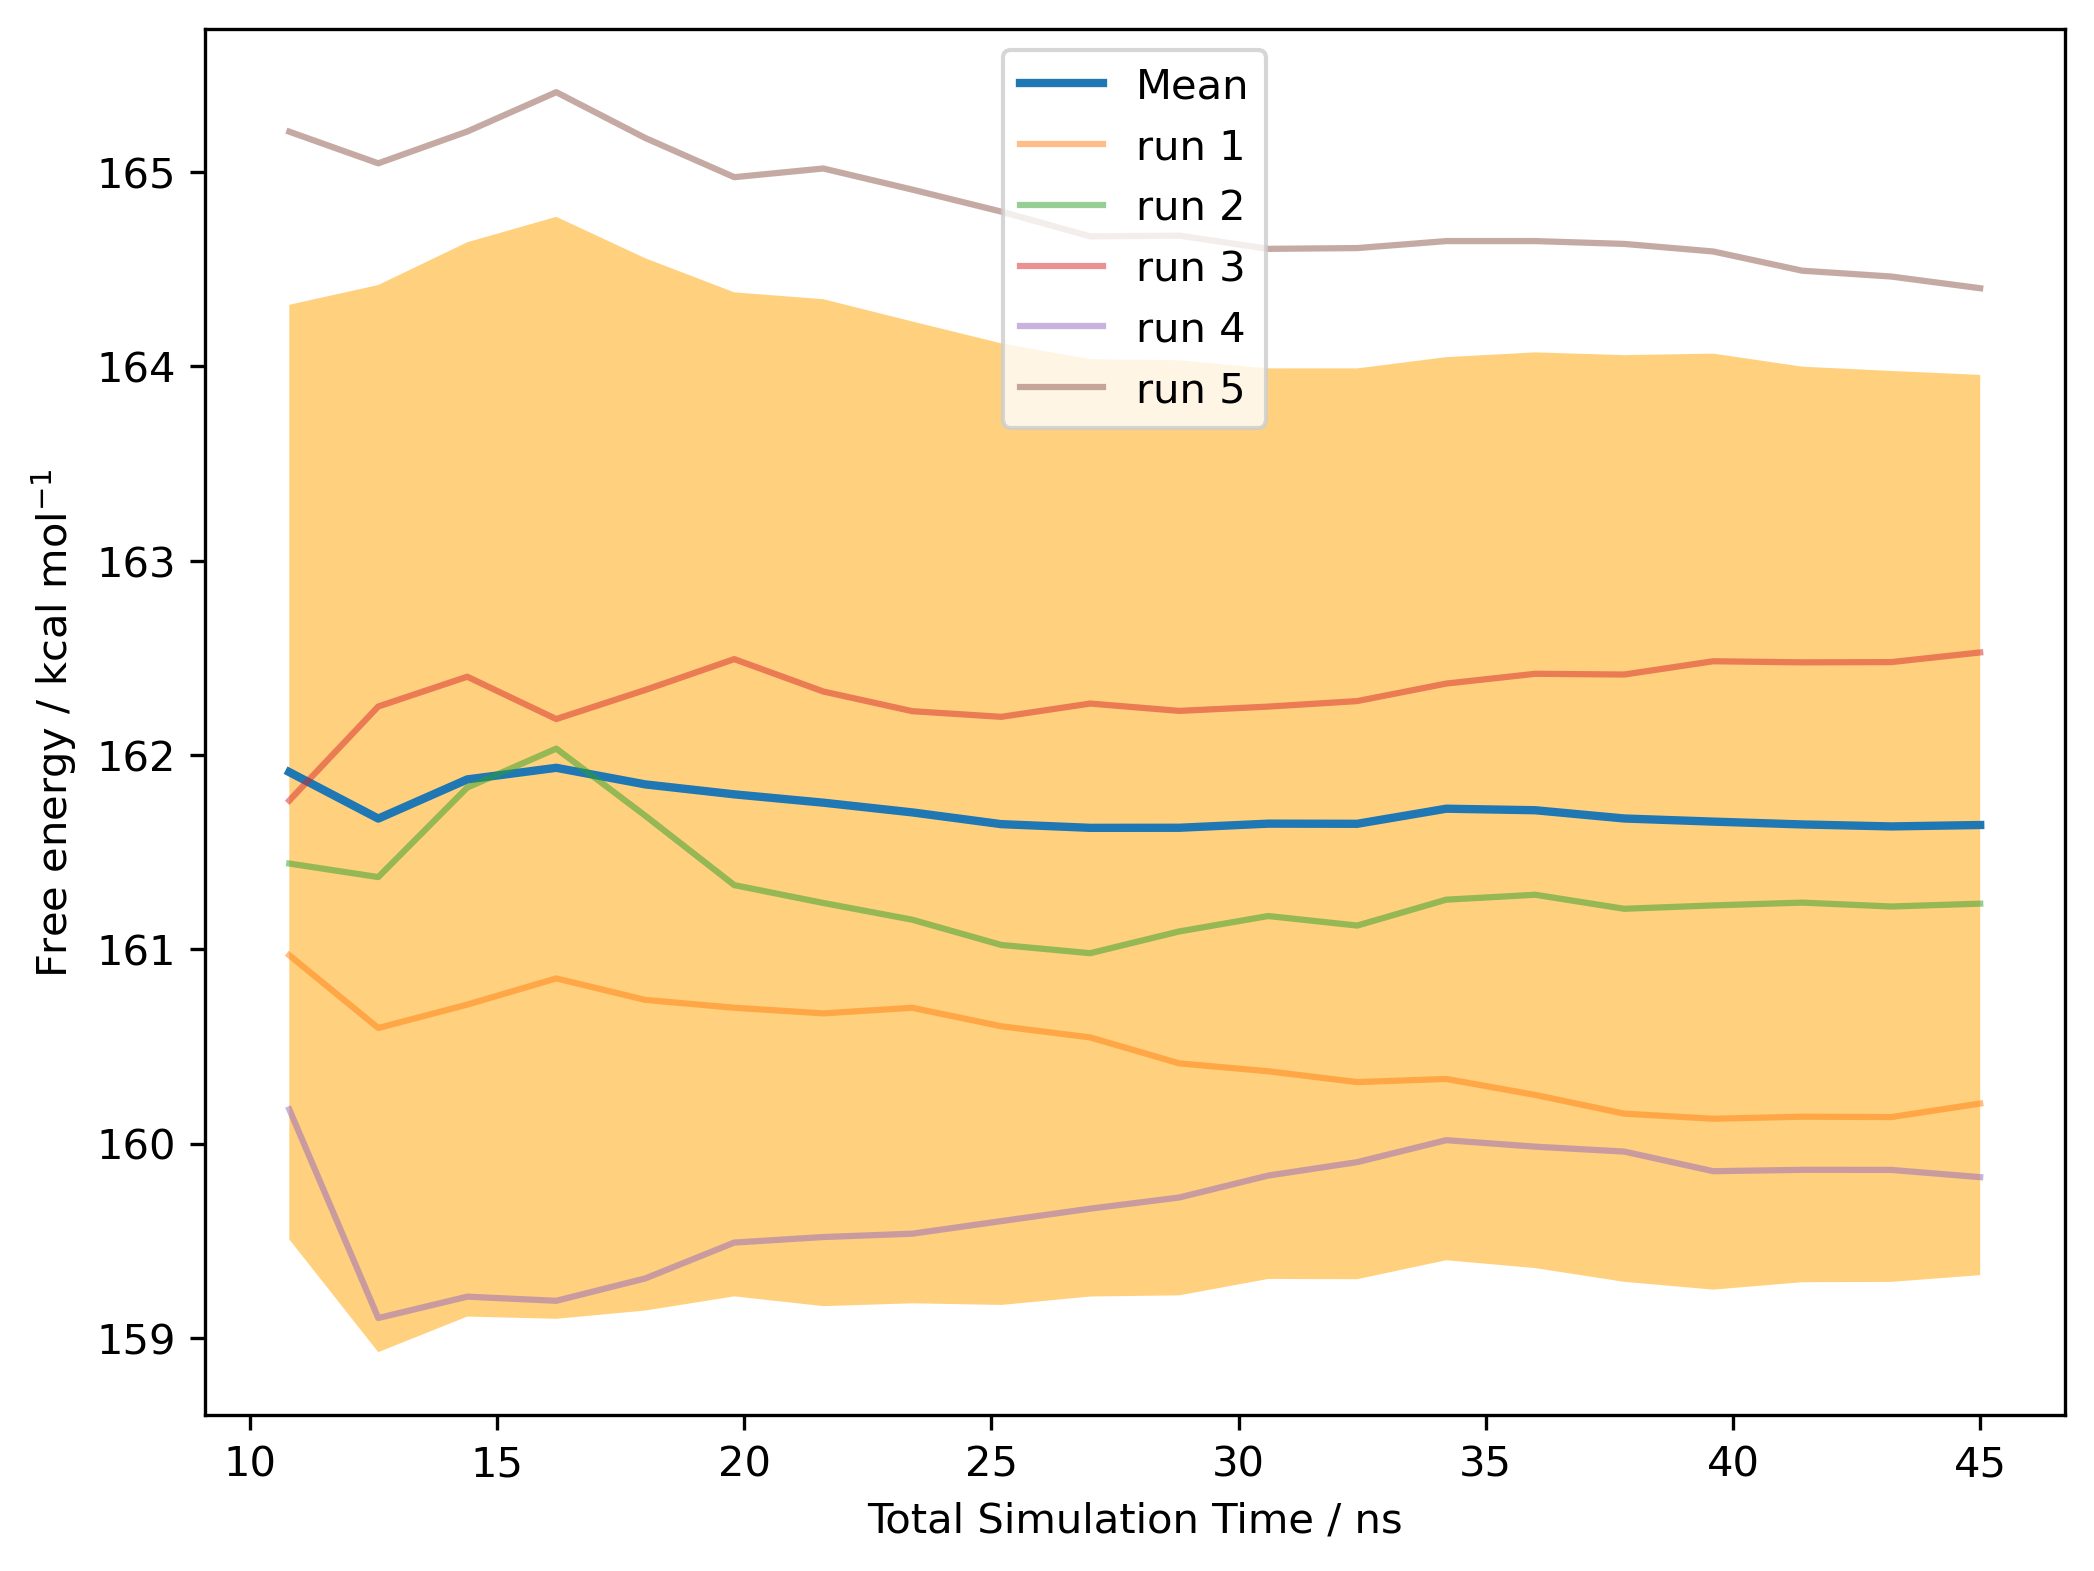 Mean
run 1
run 2
run 3
run 4
run 5
165
164
163
162
161
160
159
Free energy / kcal mol⁻¹
10 15 20 25 30 35 40 45
Total Simulation Time / ns